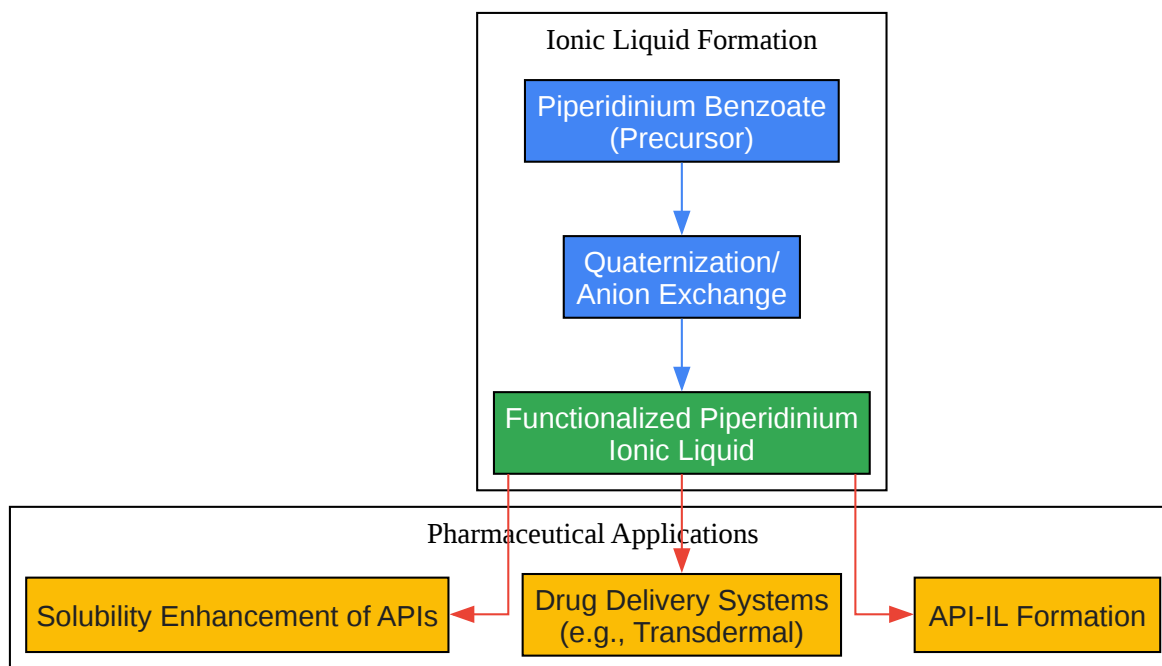 Ionic Liquid Formation
Piperidinium Benzoate
(Precursor)
Quaternization/
Anion Exchange
Functionalized Piperidinium
Ionic Liquid
Pharmaceutical Applications
Solubility Enhancement of APIs
Drug Delivery Systems
(e.g., Transdermal)
API-IL Formation